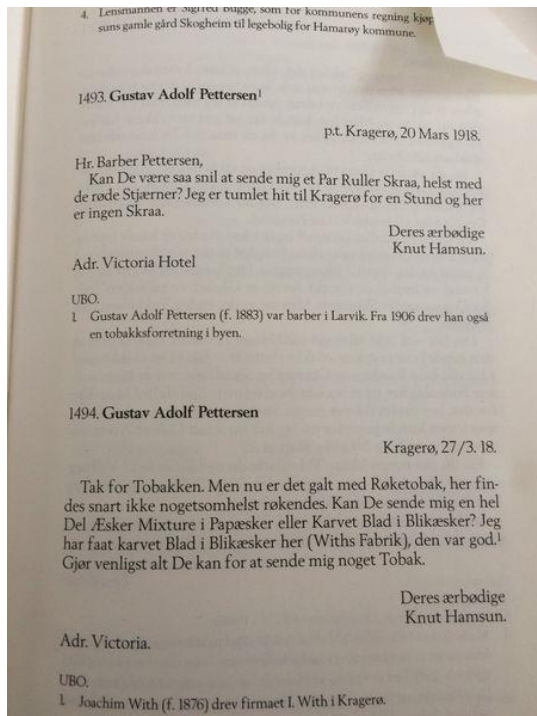 4. Lensmannen er Sigfred Bugge, som for kommunens regning kjøp
suns gamle gård Skogheim til legebolig for Hamarøy kommune.
1493. Gustav Adolf Pettersen1
p.t. Kragerø, 20 Mars 1918.
Hr. Barber Pettersen,
Kan De være saa snil at sende mig et Par Ruller Skraa, helst med
de røde Stjærner? Jeg er tumlet hit til Kragerø for en Stund og her
er ingen Skraa.
Deres ærbødige
Knut Hamsun.
Adr. Victoria Hotel
UBO.
1 Gustav Adolf Pettersen (f. 1883) var barber i Larvik. Fra 1906 drev han også
en tobakksforretning i byen.
1494. Gustav Adolf Pettersen
Kragerø, 27/3. 18.
Tak for Tobakken. Men nu er det galt med Røketobak, her fin-
des snart ikke nogetsomhelst røkendes. Kan De sende mig en hel
Del Æsker Mixture i Papæsker eller Karvet Blad i Blikæsker? Jeg
har faat karvet Blad i Blikæsker her (Withs Fabrik), den var god.1
Gjør venligst alt De kan for at sende mig noget Tobak.
Deres ærbødige
Knut Hamsun.
Adr. Victoria.
UBO.
1 Joachim With (f. 1876) drev firmaet I. With i Kragerø.